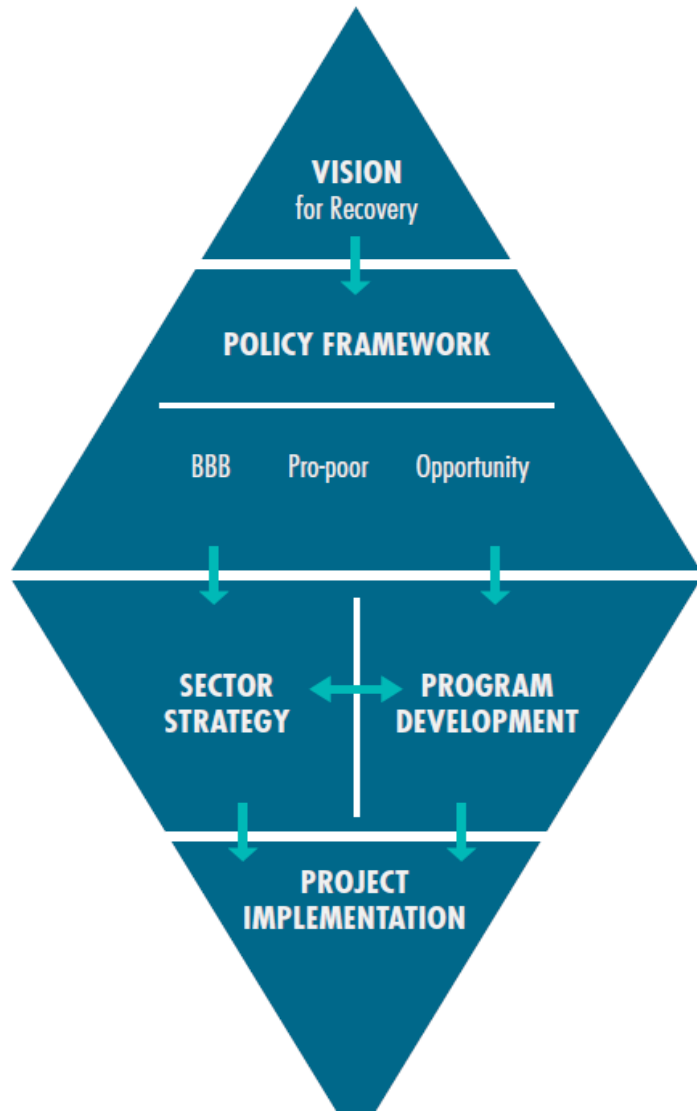 VISION
for Recovery
POLICY FRAMEWORK
BBB Pro-poor Opportunity
SECTOR
STRATEGY
PROGRAM
DEVELOPMENT
PROJECT
IMPLEMENTATION